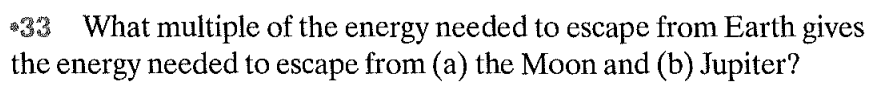 •33 What multiple of the energy needed to escape from Earth gives
the energy needed to escape from (a) the Moon and (b) Jupiter?